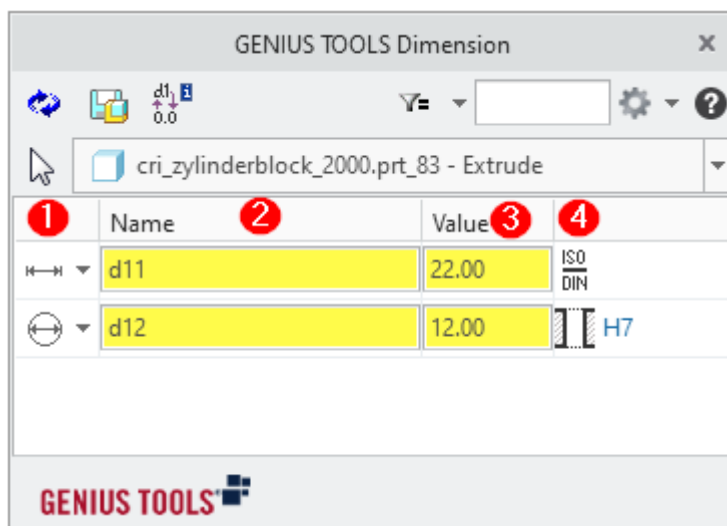 GENIUS TOOLS Dimension
d1 i
0.0
cri_zylinderblock_2000.prt_83 - Extrude
1 Name 2 Value 3 4
d11 22.00 ISO
DIN
d12 12.00 H7
GENIUS TOOLS